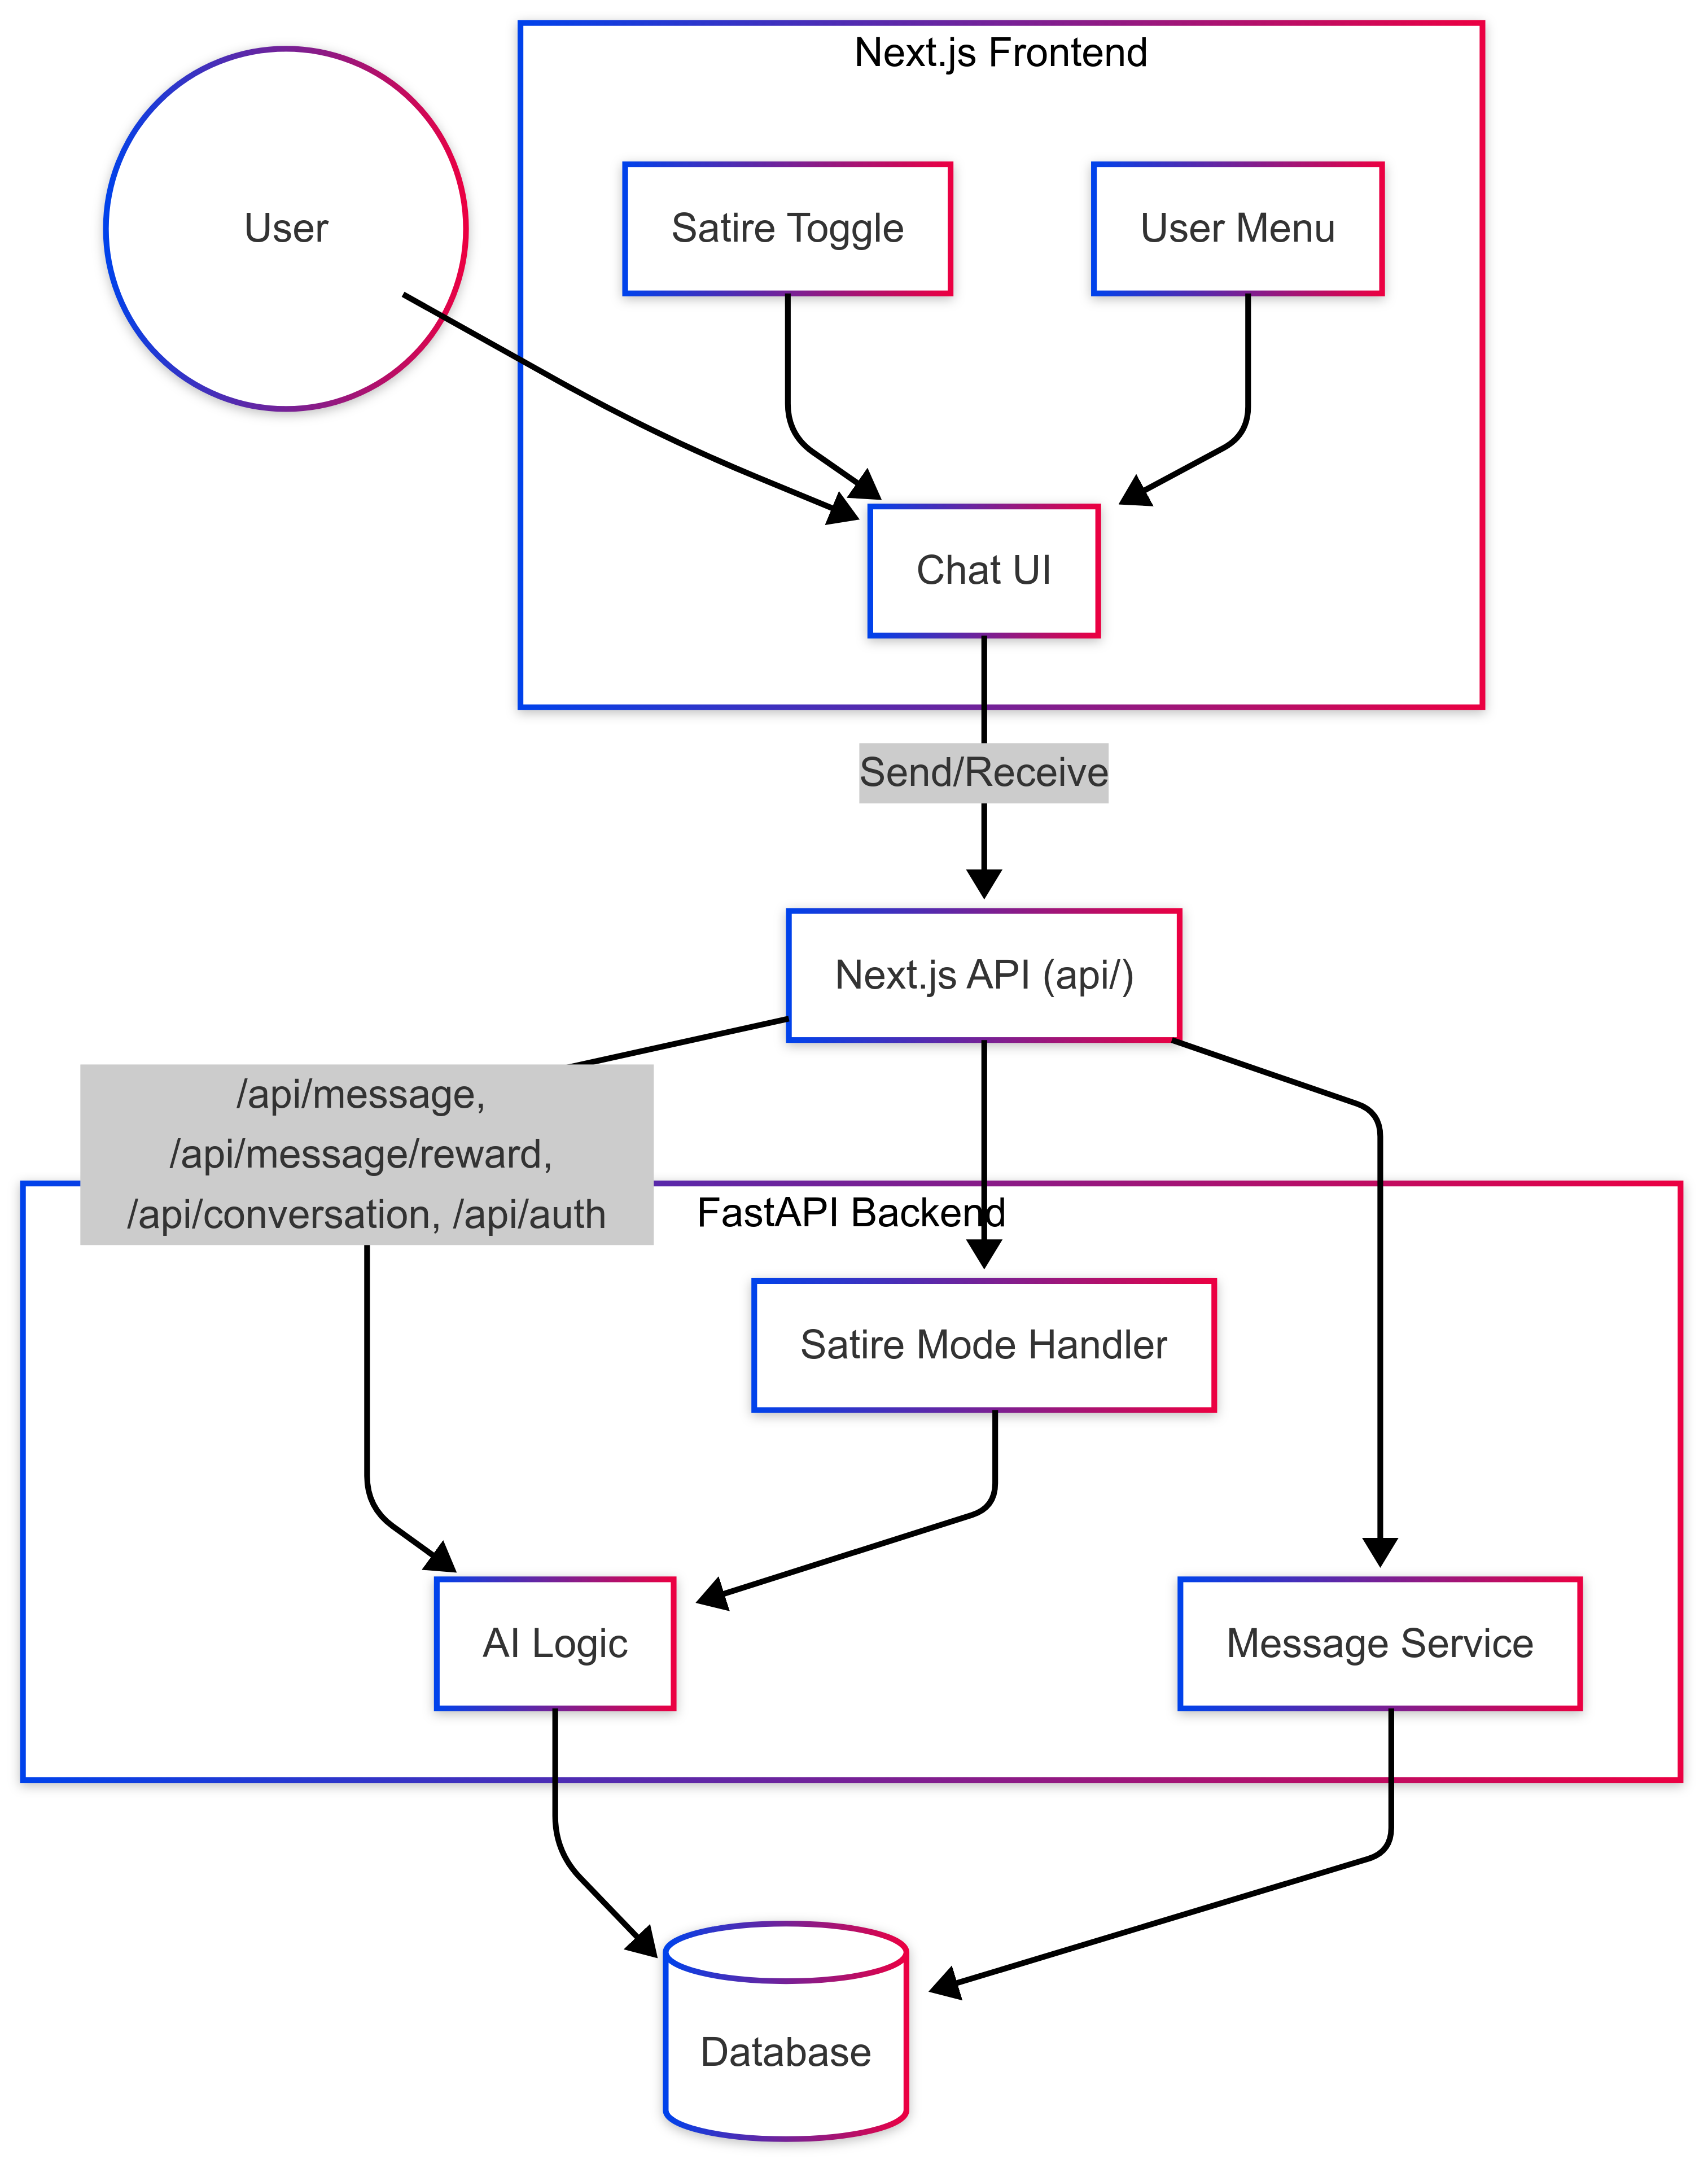 Next.js Frontend
User
Satire Toggle
User Menu
Chat UI
Send/Receive
Next.js API (api/)
/api/message,
/api/message/reward,
/api/conversation, /api/auth
FastAPI Backend
Satire Mode Handler
AI Logic
Message Service
Database